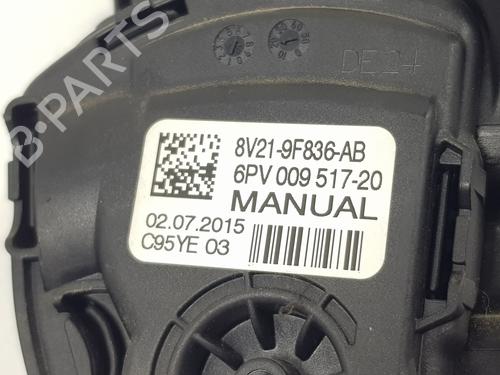 B-PARTS
DE24
8V21-9F836-AB
6PV 009 517-20
MANUAL
02.07.2015
C95YE 03